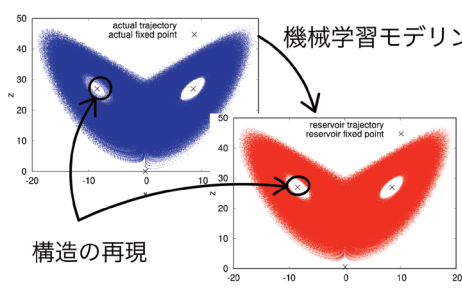 50
40
30
20
10
0
z
-20
-10
0
10
x
actual trajectory
actual fixed point
機械学習モデリン
50
40
30
20
10
0
z
-20
-10
0
10
20
reservoir trajectory
reservoir fixed point
構造の再現